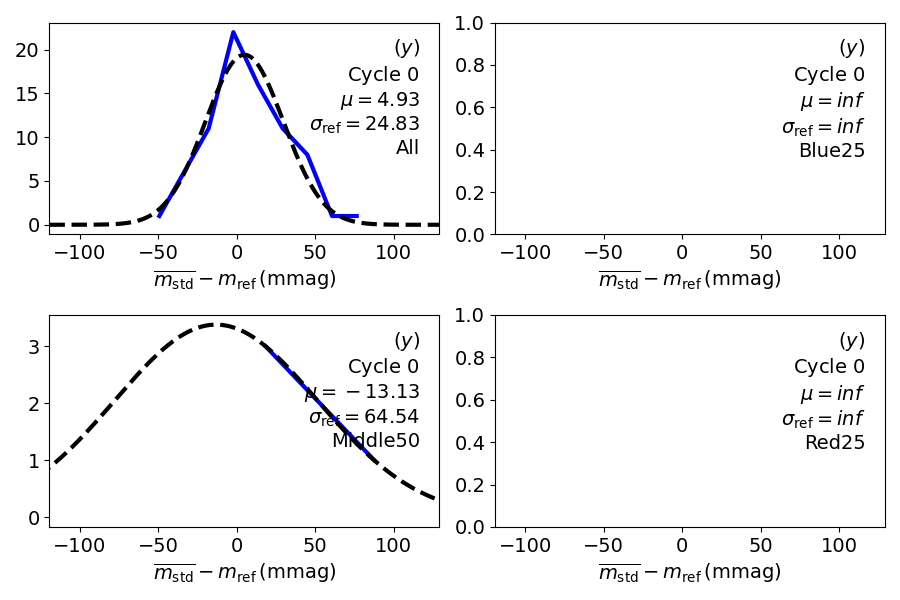 20
15
10
5
0
−100 −50 0 50 100
(y)
Cycle 0
μ = 4.93
σref = 24.83
All
mstd − mref (mmag)
1.0
0.8
0.6
0.4
0.2
0.0
−100 −50 0 50 100
(y)
Cycle 0
μ = inf
σref = inf
Blue25
mstd − mref (mmag)
3
2
1
0
−100 −50 0 50 100
(y)
Cycle 0
μ = −13.13
σref = 64.54
Middle50
mstd − mref (mmag)
1.0
0.8
0.6
0.4
0.2
0.0
−100 −50 0 50 100
(y)
Cycle 0
μ = inf
σref = inf
Red25
mstd − mref (mmag)